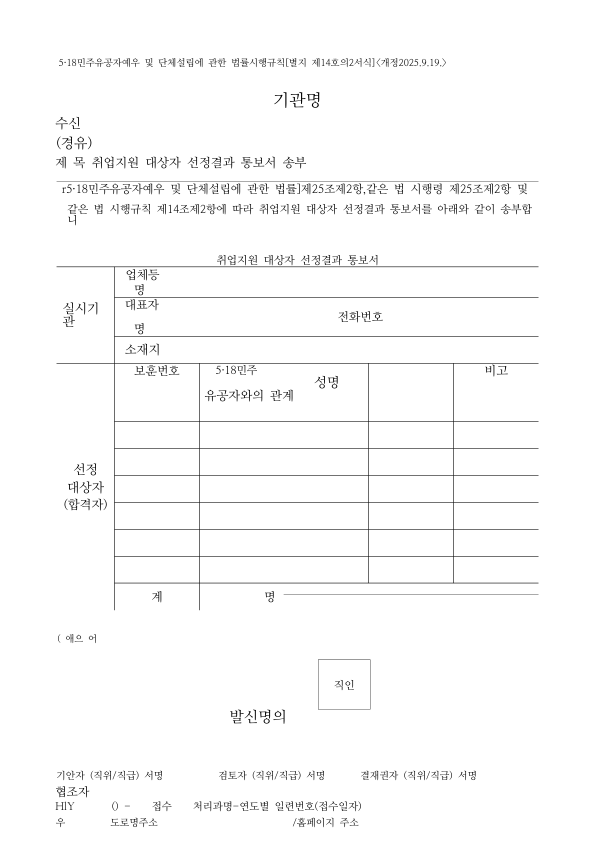 5·18민주유공자예우 및 단체설립에 관한 법률시행규칙[별지 제14호의2서식]<개정2025.9.19.>
기관명
수신
(경유)
제 목 취업지원 대상자 선정결과 통보서 송부
r5·18민주유공자예우 및 단체설립에 관한 법률]제25조제2항,같은 법 시행령 제25조제2항 및
같은 법 시행규칙 제14조제2항에 따라 취업지원 대상자 선정결과 통보서를 아래와 같이 송부합
니
취업지원 대상자 선정결과 통보서
실시기
관
업체등
명
대표자
명
전화번호
소재지
선정
대상자
(합격자)
보훈번호
5·18민주
유공자와의 관계
성명
비고
계
명
( 애으 어
직인
발신명의
기안자 (직위/직급) 서명 검토자 (직위/직급) 서명 결재권자 (직위/직급) 서명
협조자
HIY () - 접수 처리과명-연도별 일련번호(접수일자)
우 도로명주소 /홈페이지 주소